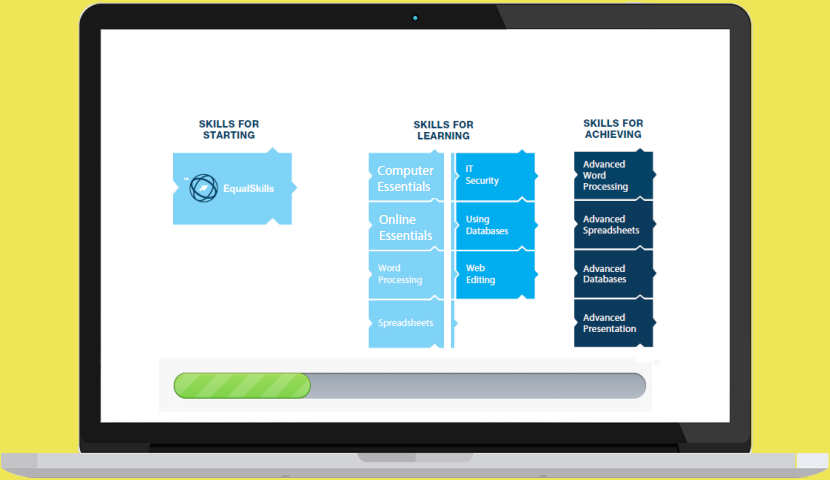 SKILLS FOR
STARTING
™
EqualSkills
SKILLS FOR
LEARNING
Computer
Essentials
Online
Essentials
Word
Processing
Spreadsheets
IT
Security
Using
Databases
Web
Editing
SKILLS FOR
ACHIEVING
Advanced
Word
Processing
Advanced
Spreadsheets
Advanced
Databases
Advanced
Presentation